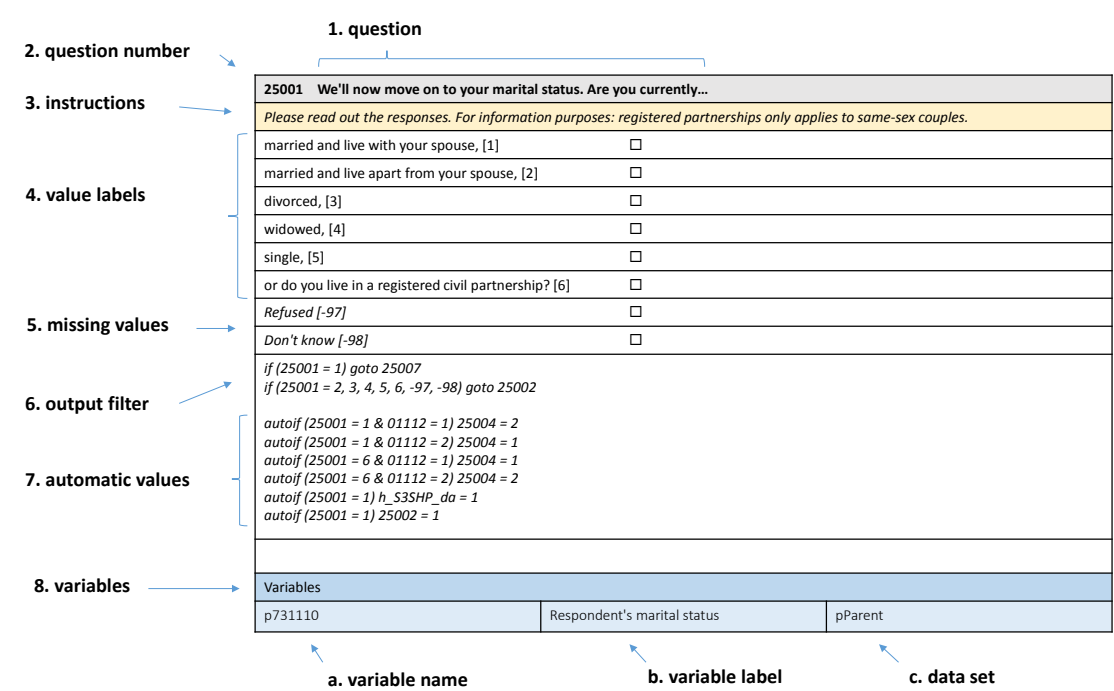 1. question
2. question number
25001 We'll now move on to your marital status. Are you currently…
3. instructions
Please read out the responses. For information purposes: registered partnerships only applies to same-sex couples.
married and live with your spouse, [1] ☐
married and live apart from your spouse, [2] ☐
4. value labels
divorced, [3] ☐
widowed, [4] ☐
single, [5] ☐
or do you live in a registered civil partnership? [6] ☐
5. missing values
Refused [-97] ☐
Don't know [-98] ☐
if (25001 = 1) goto 25007
if (25001 = 2, 3, 4, 5, 6, -97, -98) goto 25002
6. output filter
autoif (25001 = 1 & 01112 = 1) 25004 = 2
autoif (25001 = 1 & 01112 = 2) 25004 = 1
autoif (25001 = 6 & 01112 = 1) 25004 = 1
7. automatic values
autoif (25001 = 6 & 01112 = 2) 25004 = 2
autoif (25001 = 1) h_S3SHP_da = 1
autoif (25001 = 1) 25002 = 1
8. variables
Variables
p731110 Respondent's marital status pParent
a. variable name
b. variable label
c. data set